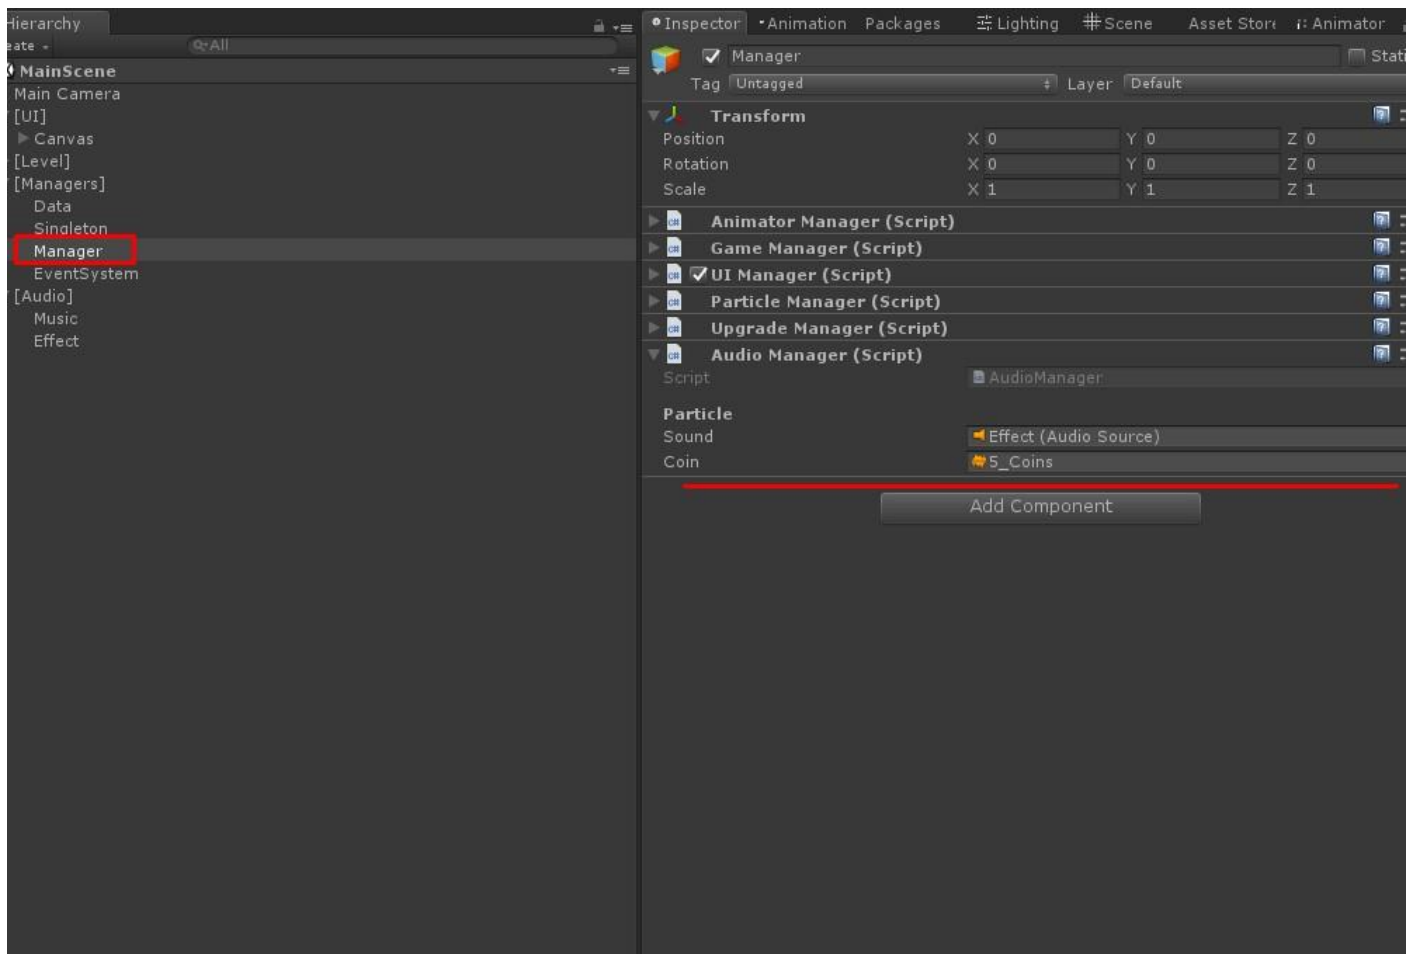 Hierarchy
eate
All
MainScene
Main Camera
[UI]
Canvas
[Level]
[Managers]
Data
Singleton
Manager
EventSystem
[Audio]
Music
Effect
Inspector Animation Packages Lighting Scene Asset Store Animator
Manager Stati
Tag Untagged Layer Default
Transform
Position X 0 Y 0 Z 0
Rotation X 0 Y 0 Z 0
Scale X 1 Y 1 Z 1
Animator Manager (Script)
Game Manager (Script)
UI Manager (Script)
Particle Manager (Script)
Upgrade Manager (Script)
Audio Manager (Script)
Script AudioManager
Particle
Sound Effect (Audio Source)
Coin 5_Coins
Add Component